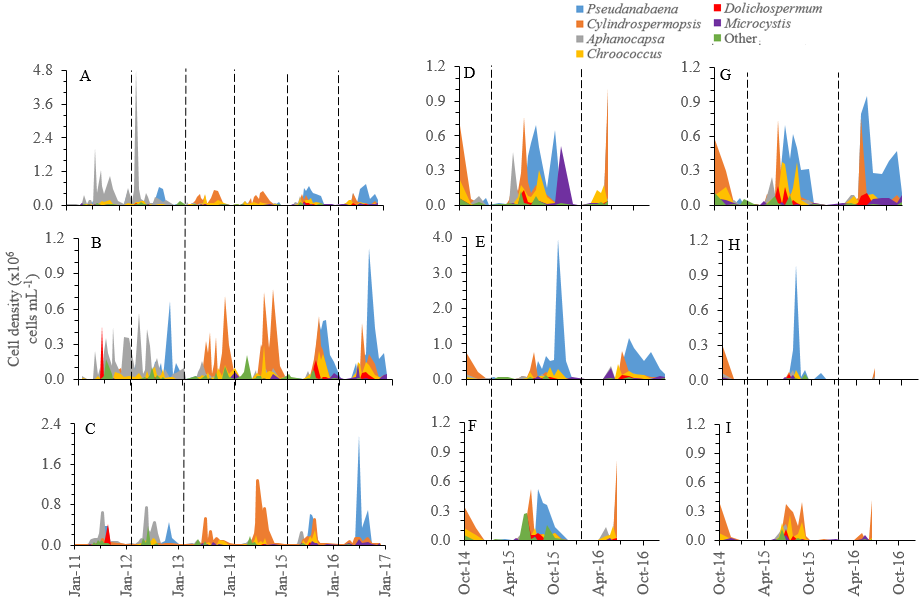 Pseudanabaena
Dolichospermum
Cylindrospermopsis
Microcystis
Aphanocapsa
Other
Chroococcus
Cell density (x10⁶
cells mL⁻¹)
A
4.8
3.6
2.4
1.2
0.0
B
1.2
0.9
0.6
0.3
0.0
C
2.4
1.6
0.8
0.0
Jan-11
Jan-12
Jan-13
Jan-14
Jan-15
Jan-16
Jan-17
D
1.2
0.9
0.6
0.3
0.0
E
4.0
3.0
2.0
1.0
0.0
F
1.2
0.9
0.6
0.3
0.0
Oct-14
Apr-15
Oct-15
Apr-16
Oct-16
G
1.2
0.9
0.6
0.3
0.0
H
1.2
0.9
0.6
0.3
0.0
I
1.2
0.9
0.6
0.3
0.0
Oct-14
Apr-15
Oct-15
Apr-16
Oct-16